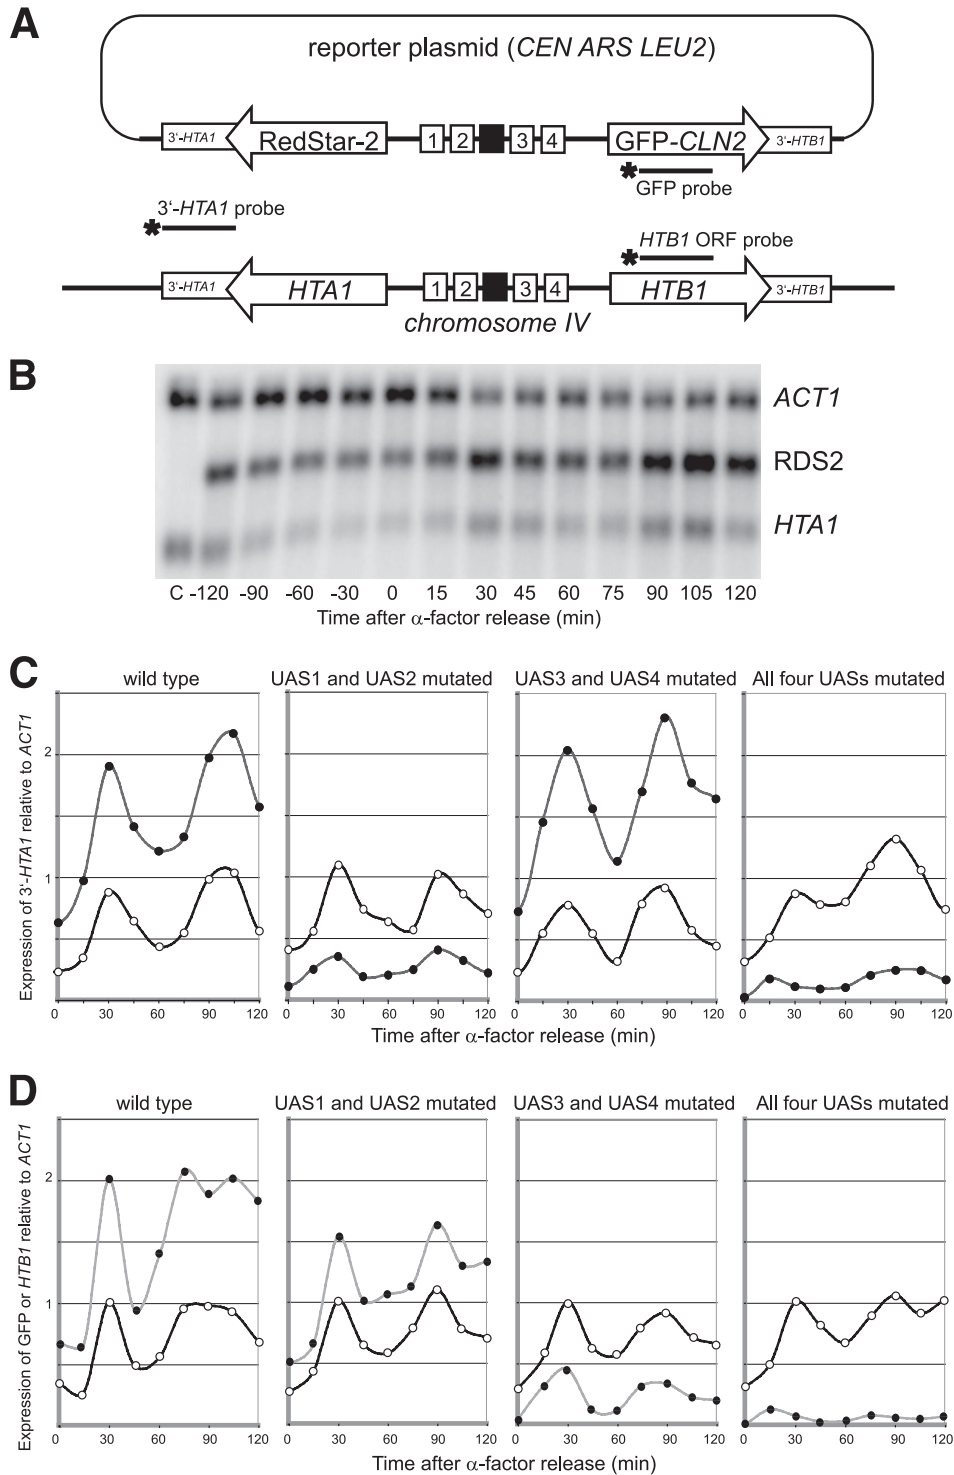 A
reporter plasmid (CEN ARS LEU2)
3'-HTA1 RedStar-2 1 2 3 4 GFP-CLN2 3'-HTB1
GFP probe
3'-HTA1 probe
HTB1 ORF probe
3'-HTA1 HTA1 1 2 3 4 HTB1 3'-HTB1
chromosome IV
B
ACT1
RDS2
HTA1
C -120 -90 -60 -30 0 15 30 45 60 75 90 105 120
Time after α-factor release (min)
C
wild type UAS1 and UAS2 mutated UAS3 and UAS4 mutated All four UASs mutated
Expression of 3'-HTA1 relative to ACT1
2
1
0 30 60 90 120 0 30 60 90 120 0 30 60 90 120 0 30 60 90 120
Time after α-factor release (min)
D
wild type UAS1 and UAS2 mutated UAS3 and UAS4 mutated All four UASs mutated
Expression of GFP or HTB1 relative to ACT1
2
1
0 30 60 90 120 0 30 60 90 120 0 30 60 90 120 0 30 60 90 120
Time after α-factor release (min)